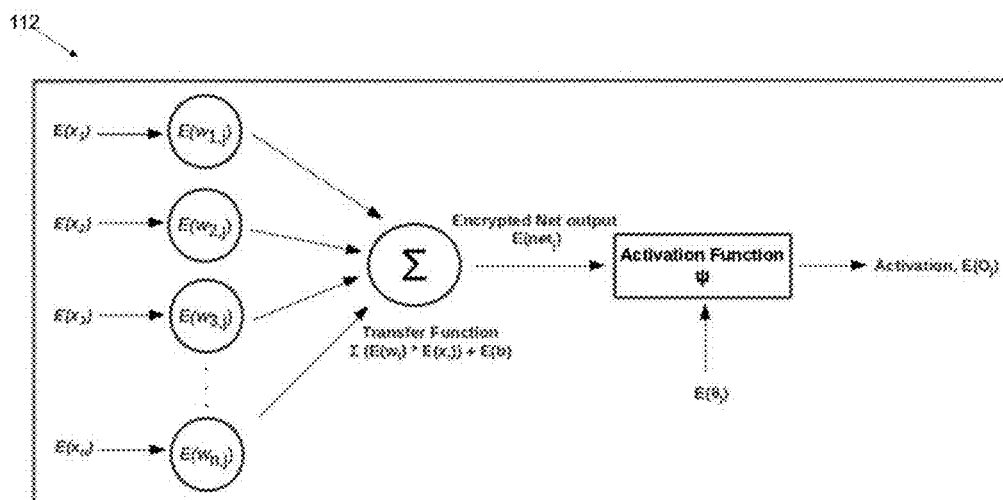 112
E(x₁) E(w₁,ⱼ)
E(x₂) E(w₂,ⱼ)
E(x₃) E(w₃,ⱼ)
E(xₙ) E(wₙ,ⱼ)
Σ
Transfer Function
Σ (E(wᵢ) * E(xᵢ)) + E(b)
Encrypted Net output
E(netⱼ)
Activation Function
ψ
E(θⱼ)
Activation, E(Oⱼ)